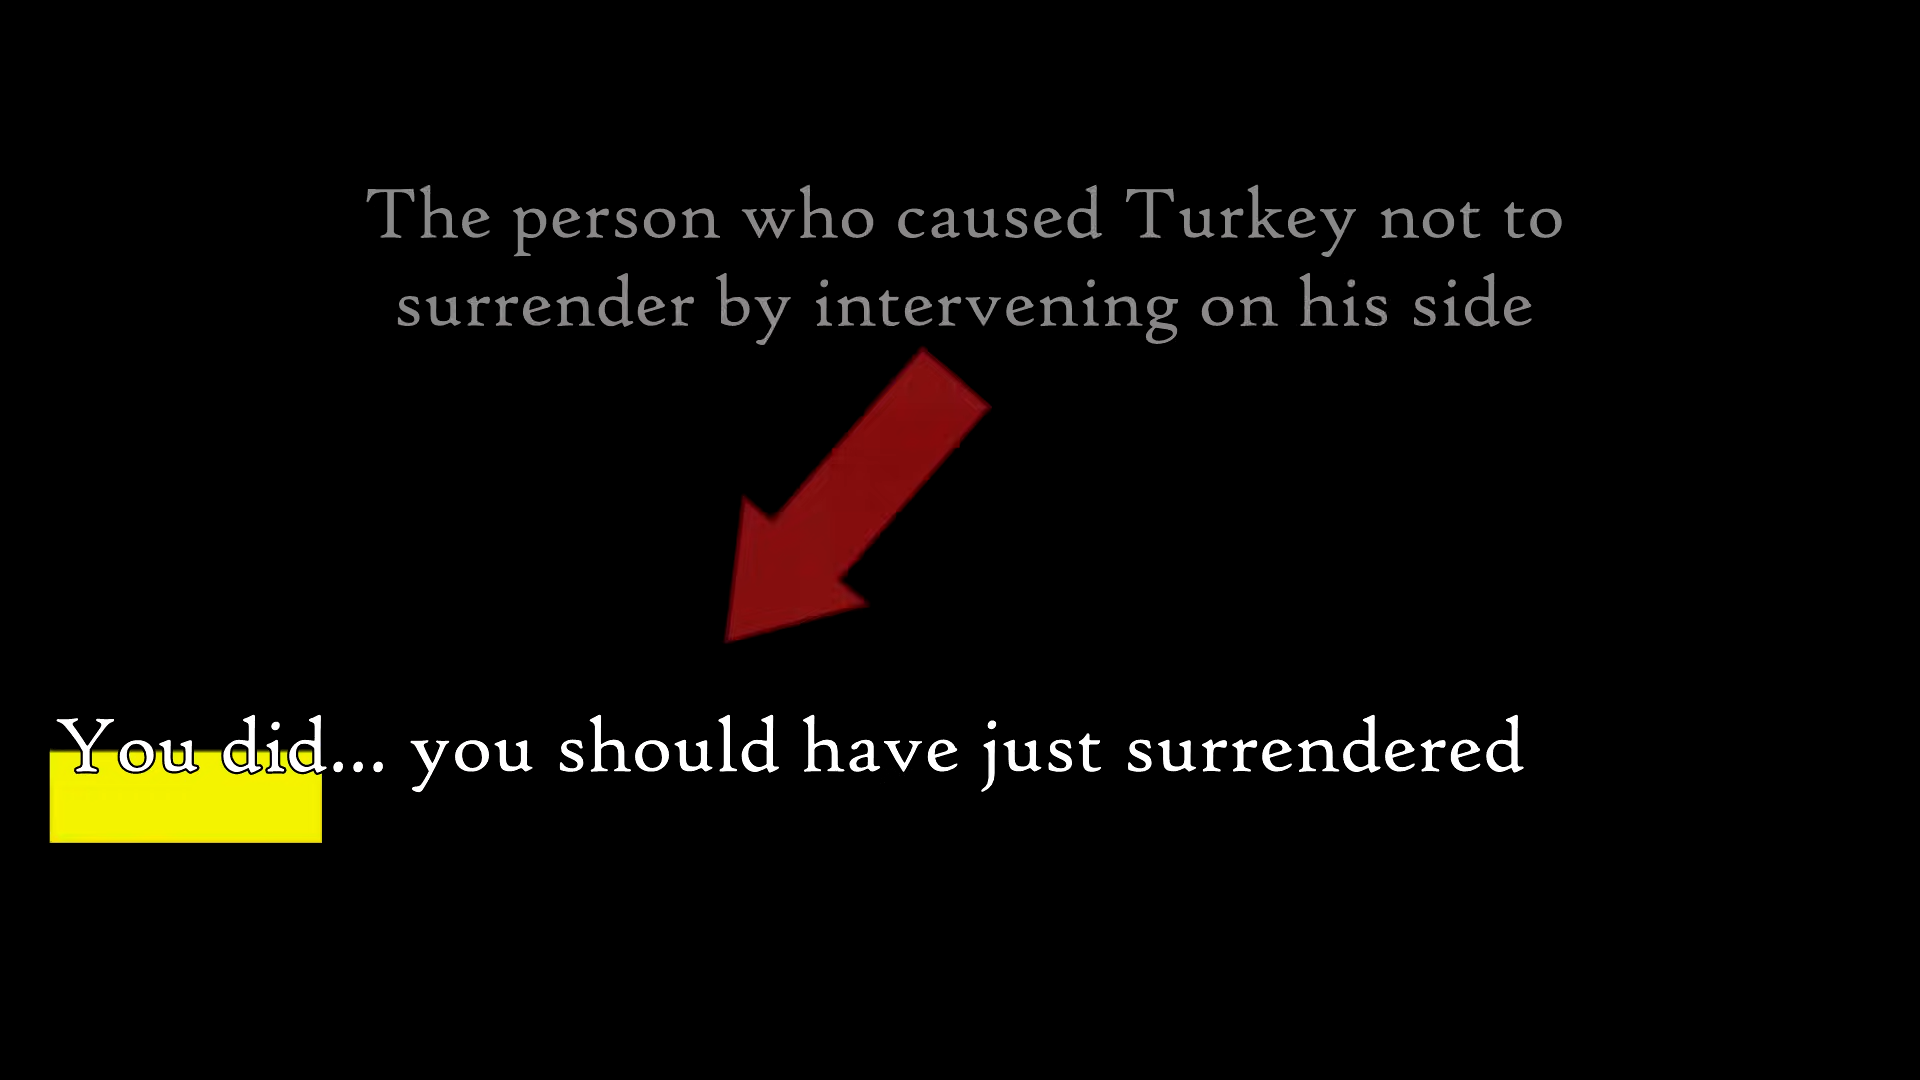 The person who caused Turkey not to
surrender by intervening on his side
You did... you should have just surrendered